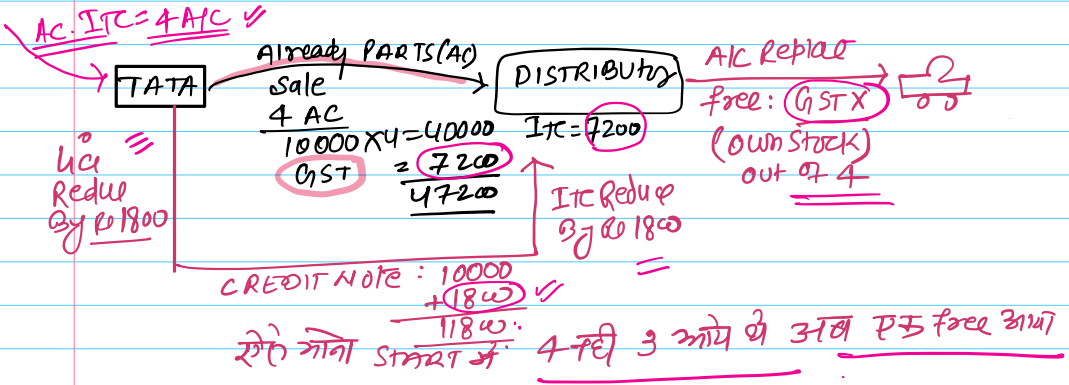 AC. ITC = 4 A/C ✓
TATA
Already PARTS (AC)
Sale
4 AC
10000 X 4 = 40000
GST = 7200
47200
DISTRIBUTOR
ITC = 7200
A/C Replace
free: GST X
(Own Stock)
out of 4
Reduce
By Rs 1800
ITC Reduce
By Rs 1800
CREDIT NOTE : 10000
+ 1800 ✓
11800.
ऐसे मानो START में 4 नही 3 आये थे अब एक free आया